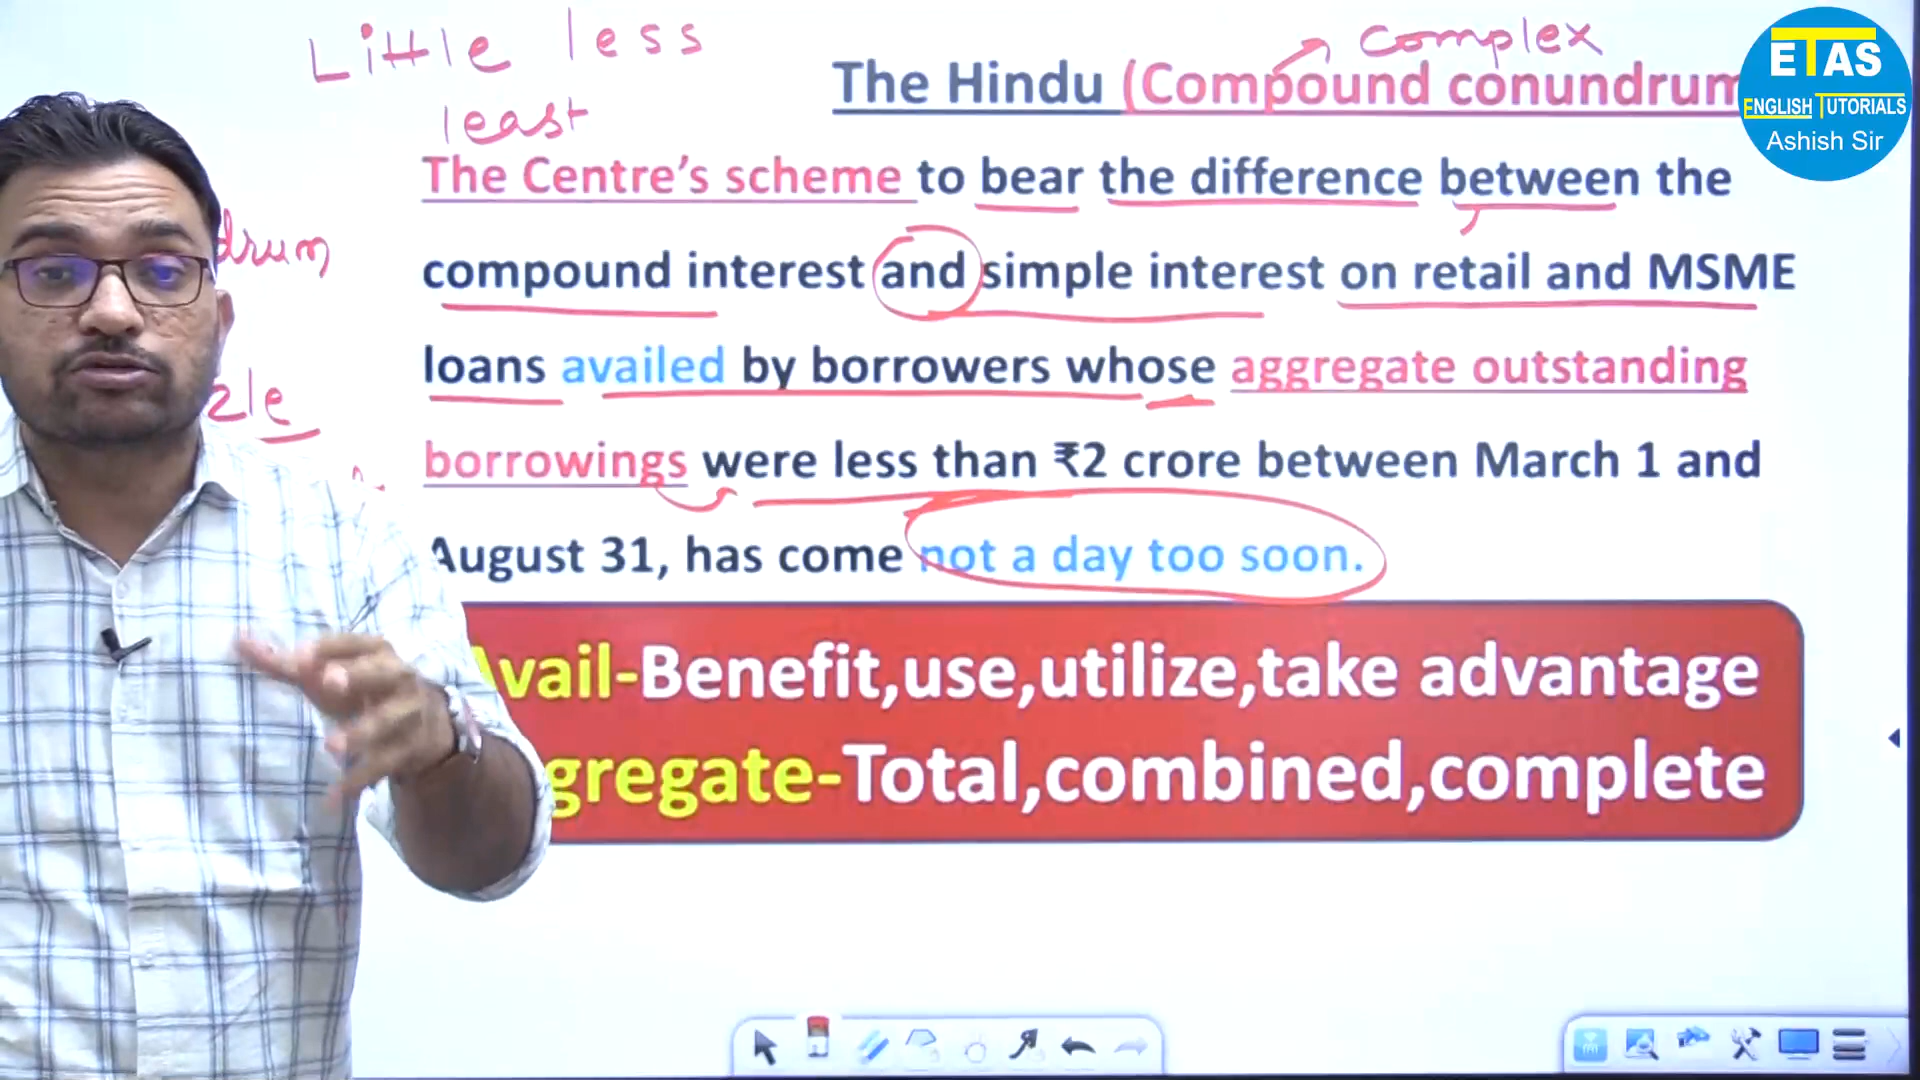 Little less
least
complex
The Hindu (Compound conundrum
ETAS
ENGLISH TUTORIALS
Ashish Sir
The Centre's scheme to bear the difference between the
compound interest and simple interest on retail and MSME
loans availed by borrowers whose aggregate outstanding
borrowings were less than ₹2 crore between March 1 and
August 31, has come not a day too soon.
drum
zle
Avail-Benefit,use,utilize,take advantage
gregate-Total,combined,complete